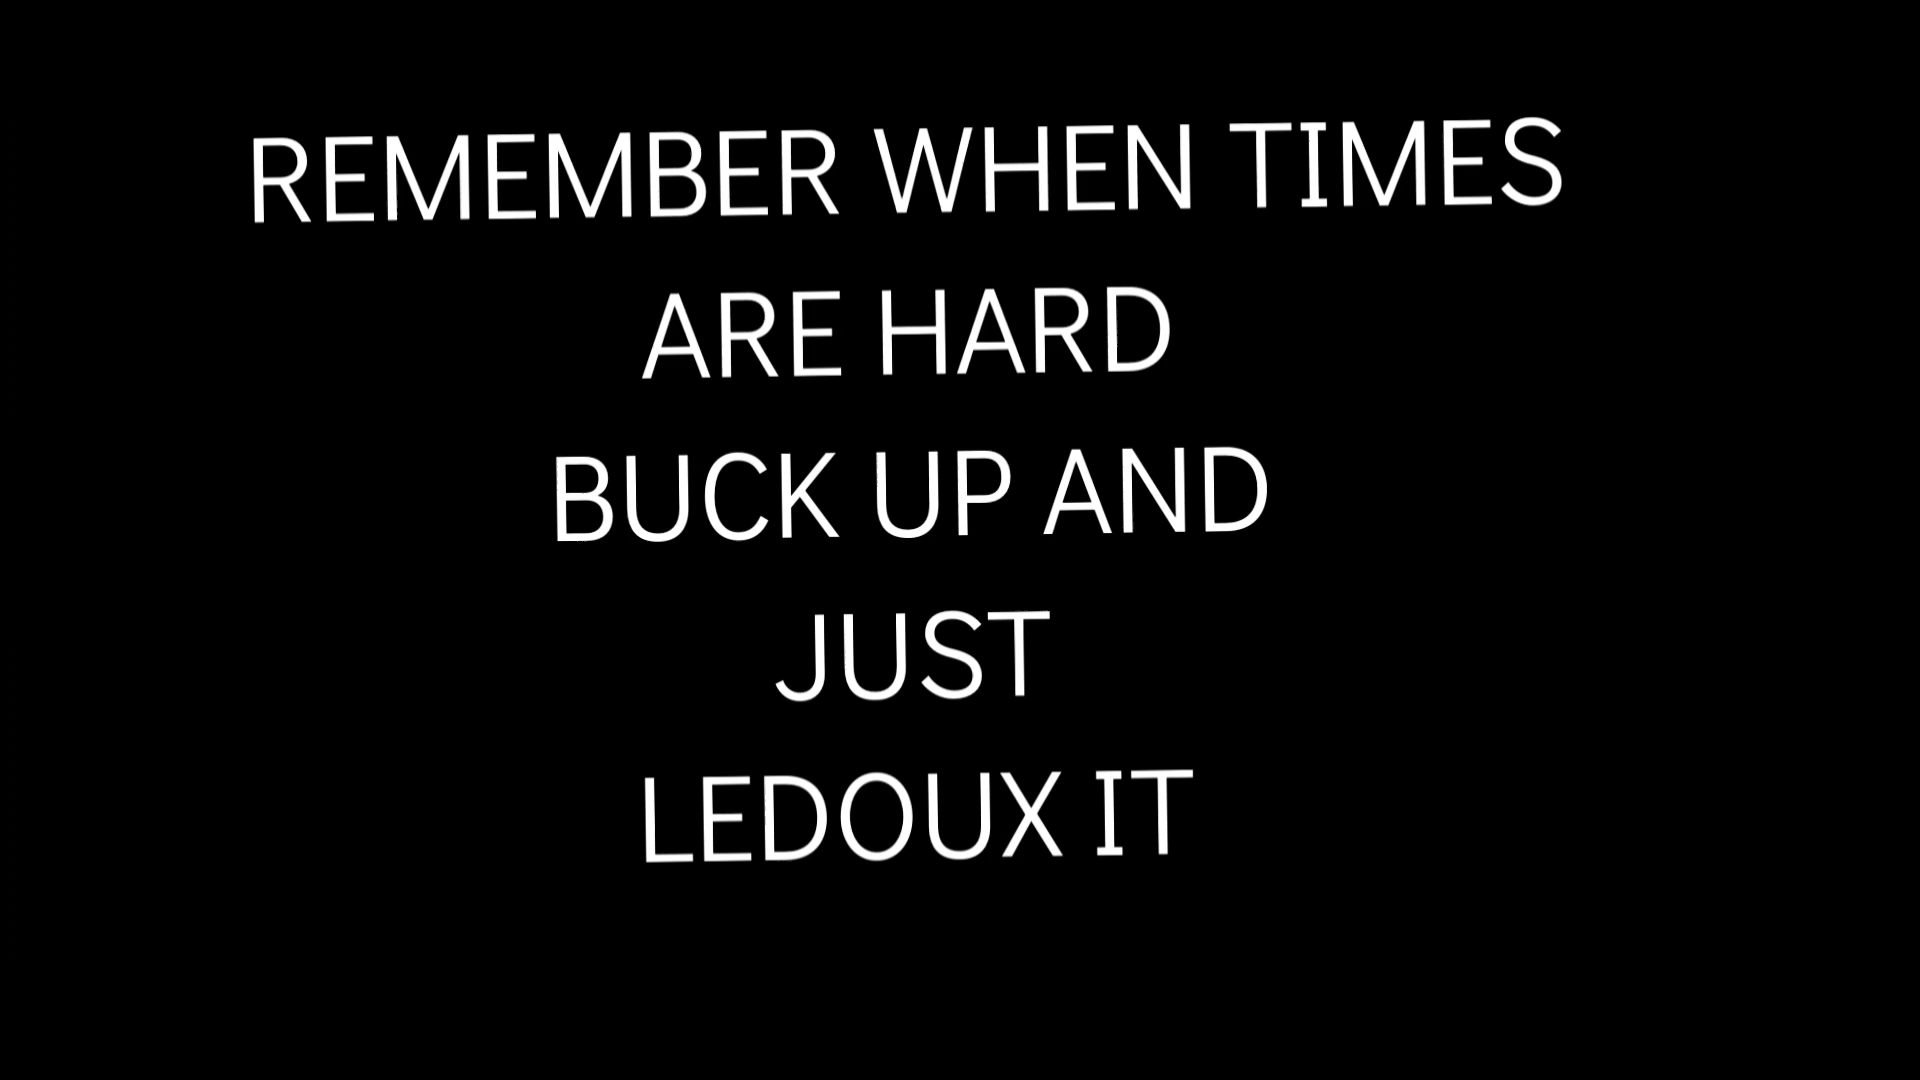 REMEMBER WHEN TIMES
ARE HARD
BUCK UP AND
JUST
LEDOUX IT